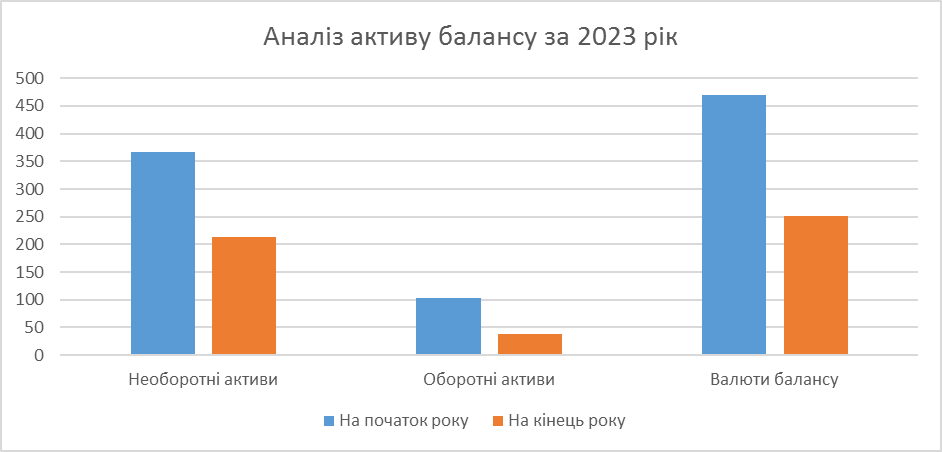 Аналіз активу балансу за 2023 рік
500
450
400
350
300
250
200
150
100
50
0
Необоротні активи
Оборотні активи
Валюти балансу
На початок року
На кінець року